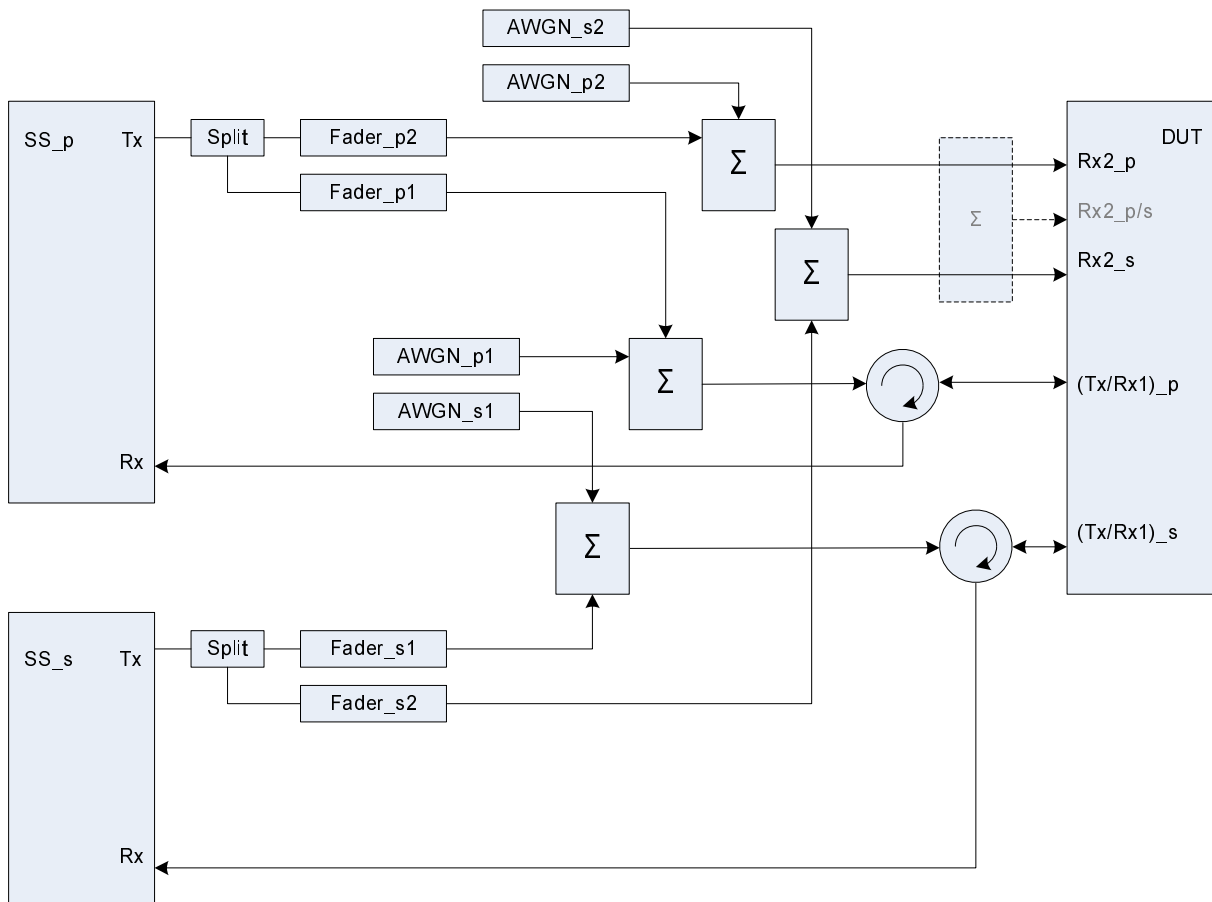 AWGN_s2
AWGN_p2
SS_p
Tx
Split
Fader_p2
Fader_p1
Σ
Σ
DUT
Rx2_p
Rx2_p/s
Rx2_s
Σ
AWGN_p1
AWGN_s1
Σ
(Tx/Rx1)_p
Rx
Σ
(Tx/Rx1)_s
SS_s
Tx
Split
Fader_s1
Fader_s2
Rx